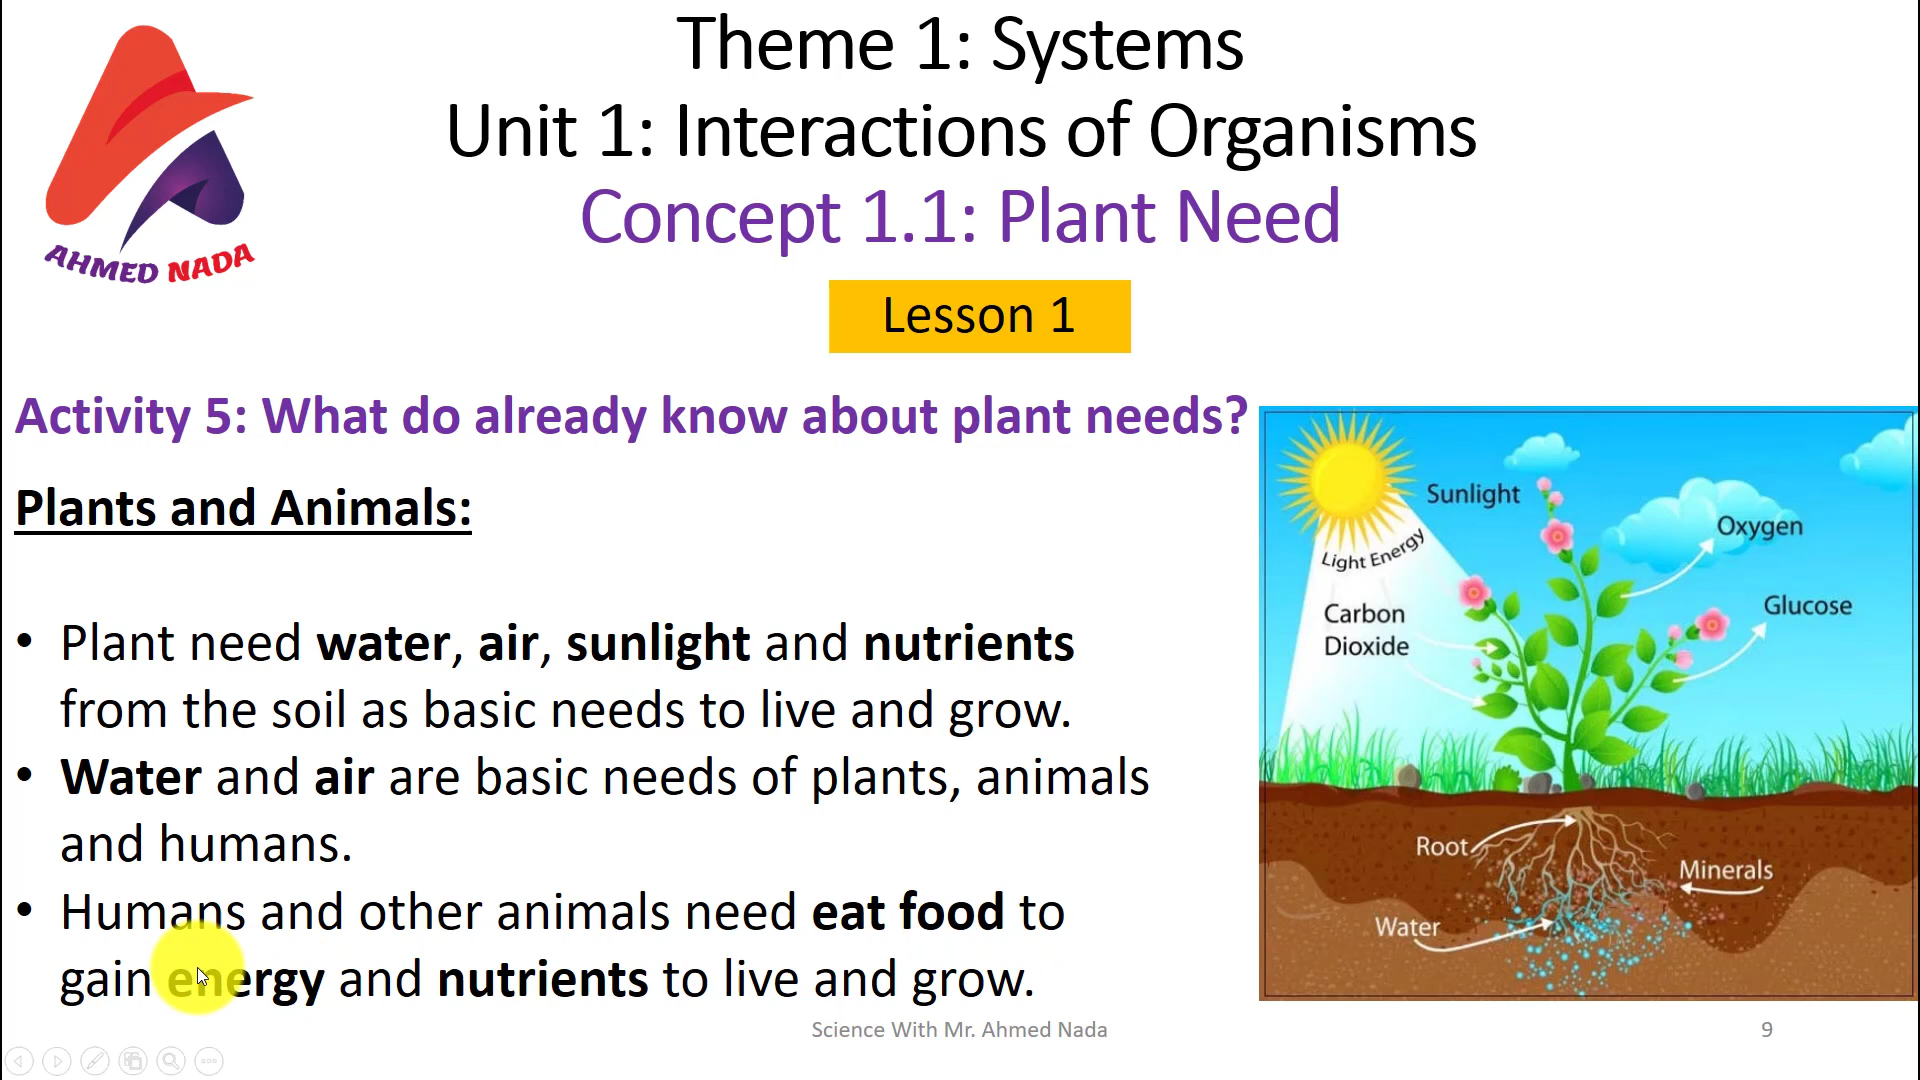 AHMED NADA
Theme 1: Systems
Unit 1: Interactions of Organisms
Concept 1.1: Plant Need
Lesson 1
Activity 5: What do already know about plant needs?
Plants and Animals:
• Plant need water, air, sunlight and nutrients
from the soil as basic needs to live and grow.
• Water and air are basic needs of plants, animals
and humans.
• Humans and other animals need eat food to
gain energy and nutrients to live and grow.
Sunlight
Oxygen
Light Energy
Glucose
Carbon
Dioxide
Root
Minerals
Water
Science With Mr. Ahmed Nada
9